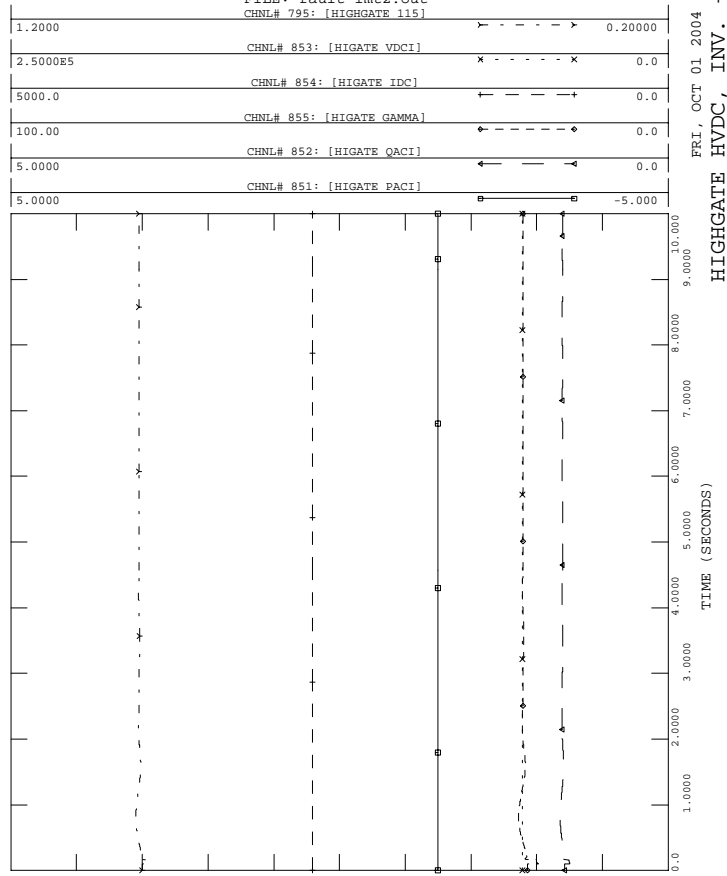 FILE: fault imt2.out
CHNL# 795: [HIGHGATE 115]
1.2000 0.20000
CHNL# 853: [HIGATE VDCI]
2.5000E5 0.0
CHNL# 854: [HIGATE IDC]
5000.0 0.0
CHNL# 855: [HIGATE GAMMA]
100.00 0.0
CHNL# 852: [HIGATE QACI]
5.0000 0.0
CHNL# 851: [HIGATE PACI]
5.0000 -5.000
FRI, OCT 01 2004
HIGHGATE HVDC, INV. -
10.000
9.0000
8.0000
7.0000
6.0000
5.0000
4.0000
3.0000
2.0000
1.0000
0.0
TIME (SECONDS)